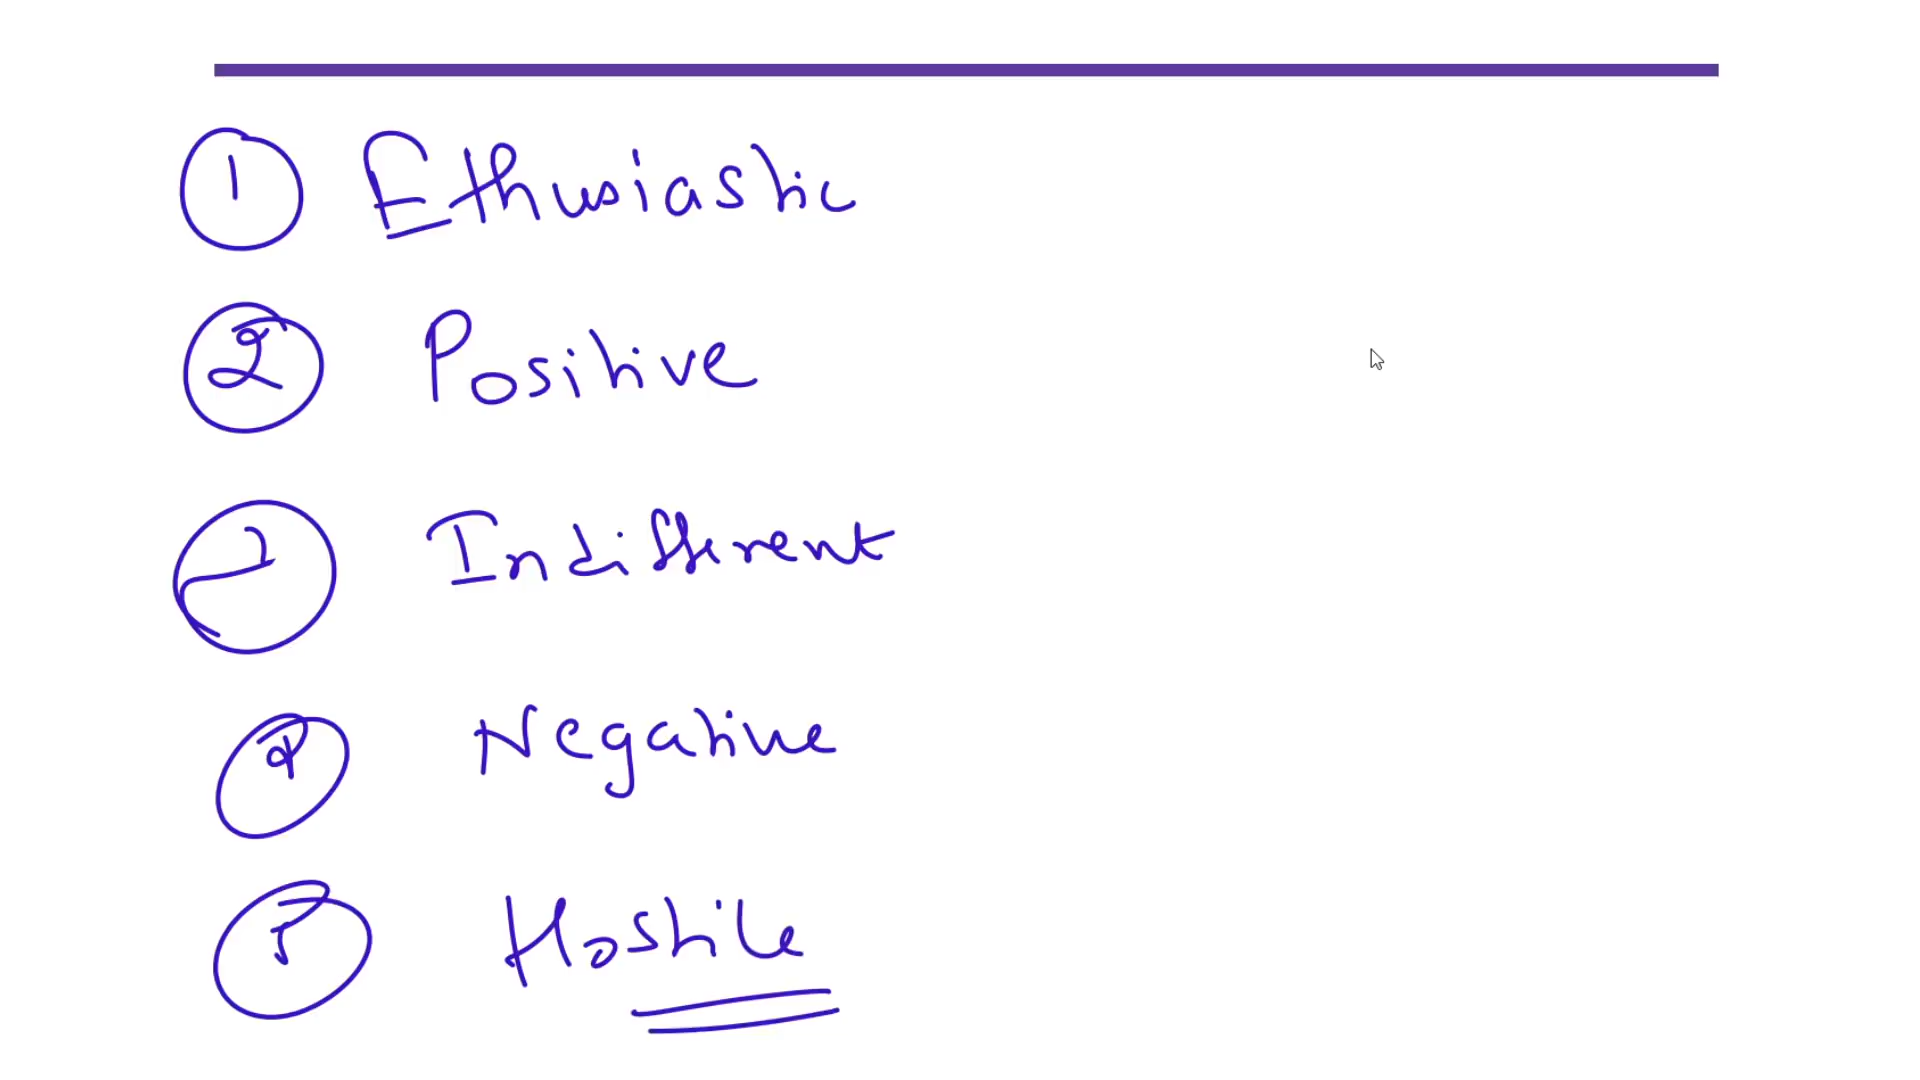 1 Ethusiastic
2 Positive
3 Indifferent
4 Negative
5 Hostile